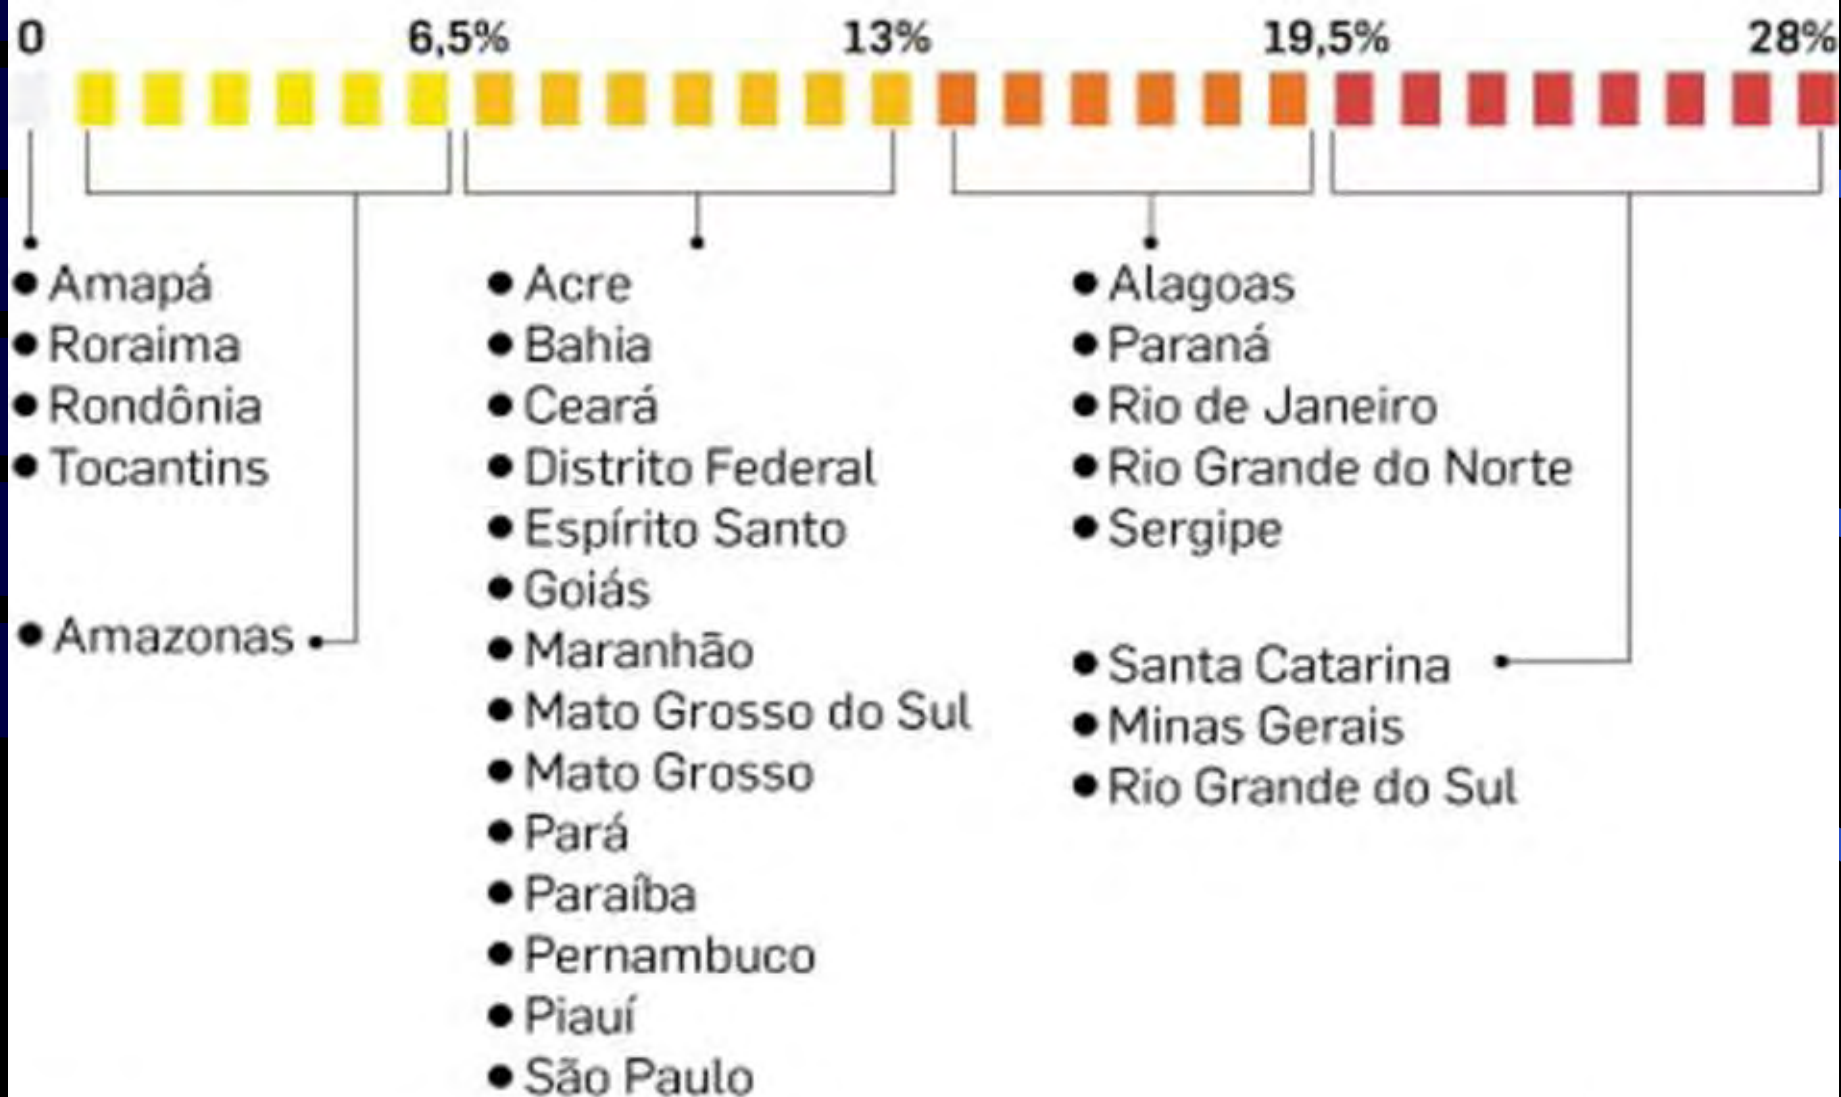 0 6,5% 13% 19,5% 28%
● Amapá
● Roraima
● Rondônia
● Tocantins
● Amazonas
● Acre
● Bahia
● Ceará
● Distrito Federal
● Espírito Santo
● Goiás
● Maranhão
● Mato Grosso do Sul
● Mato Grosso
● Pará
● Paraíba
● Pernambuco
● Piauí
● São Paulo
● Alagoas
● Paraná
● Rio de Janeiro
● Rio Grande do Norte
● Sergipe
● Santa Catarina
● Minas Gerais
● Rio Grande do Sul